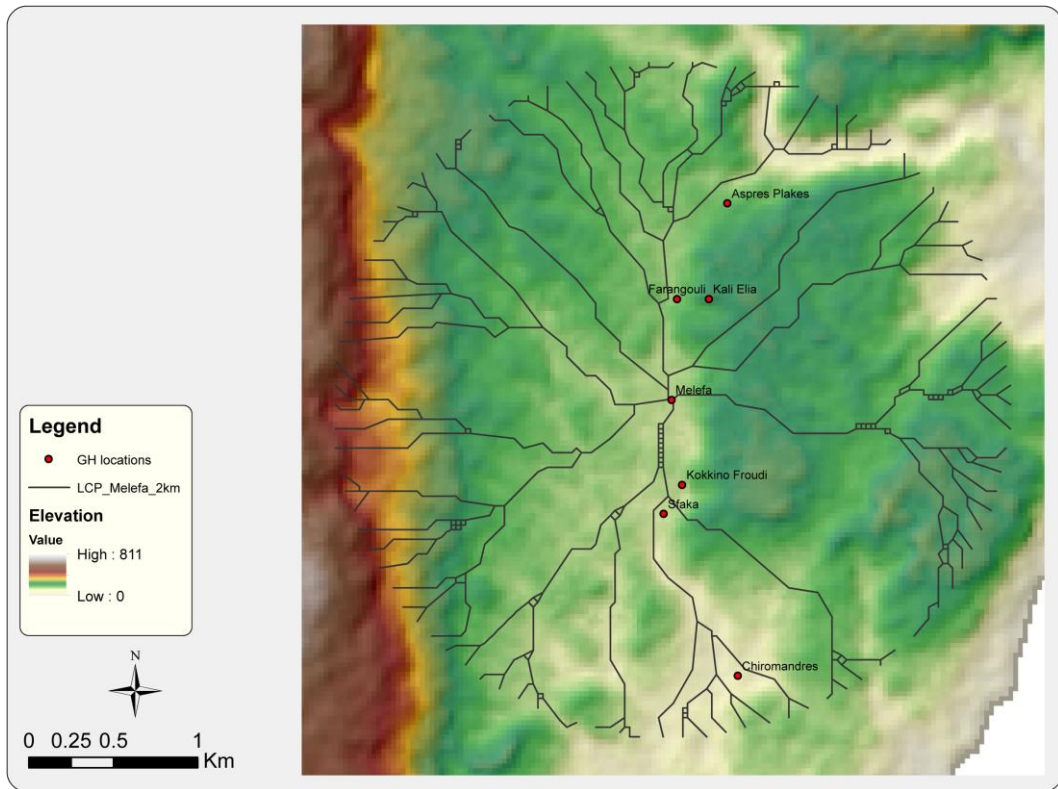 Aspres Plakes
Farangouli Kali Elia
Melefa
Kokkino Froudi
Sfaka
Chiromandres
Legend
GH locations
LCP_Melefa_2km
Elevation
Value
High : 811
Low : 0
N
0 0.25 0.5 1
Km